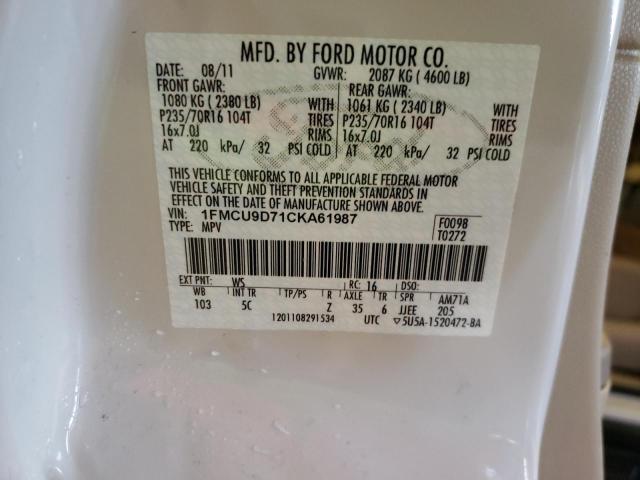 MFD. BY FORD MOTOR CO.
DATE: 08/11 GVWR: 2087 KG ( 4600 LB)
FRONT GAWR: REAR GAWR:
1080 KG ( 2380 LB) WITH 1061 KG ( 2340 LB) WITH
P235/70R16 104T TIRES P235/70R16 104T TIRES
16x7.0J RIMS 16x7.0J RIMS
AT 220 kPa/ 32 PSI COLD AT 220 kPa/ 32 PSI COLD
THIS VEHICLE CONFORMS TO ALL APPLICABLE FEDERAL MOTOR
VEHICLE SAFETY AND THEFT PREVENTION STANDARDS IN
EFFECT ON THE DATE OF MANUFACTURE SHOWN ABOVE.
VIN: 1FMCU9D71CKA61987 F0098
TYPE: MPV T0272
EXT PNT: WS RC: 16 DSO:
WB INT TR TP/PS R AXLE TR SPR AM71A
103 5C Z 35 6 JJEE 205
1201108291534 UTC ▽5U5A-1520472-BA